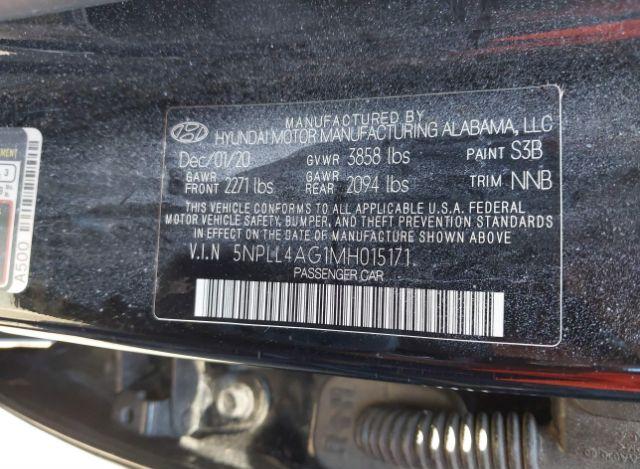 MANUFACTURED BY
HYUNDAI MOTOR MANUFACTURING ALABAMA, LLC
Dec/01/20 GVWR 3858 lbs PAINT S3B
GAWR FRONT 2271 lbs GAWR REAR 2094 lbs TRIM NNB
THIS VEHICLE CONFORMS TO ALL APPLICABLE U.S.A. FEDERAL
MOTOR VEHICLE SAFETY, BUMPER, AND THEFT PREVENTION STANDARDS
IN EFFECT ON THE DATE OF MANUFACTURE SHOWN ABOVE
V.I.N 5NPLL4AG1MH015171.
PASSENGER CAR
A500